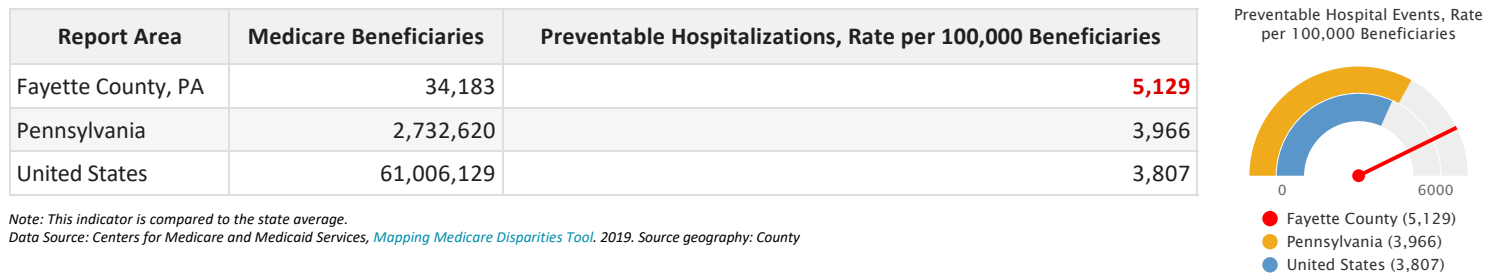 Report Area Medicare Beneficiaries Preventable Hospitalizations, Rate per 100,000 Beneficiaries
Fayette County, PA 34,183 5,129
Pennsylvania 2,732,620 3,966
United States 61,006,129 3,807
Note: This indicator is compared to the state average.
Data Source: Centers for Medicare and Medicaid Services, Mapping Medicare Disparities Tool. 2019. Source geography: County
Preventable Hospital Events, Rate
per 100,000 Beneficiaries
0 6000
Fayette County (5,129)
Pennsylvania (3,966)
United States (3,807)